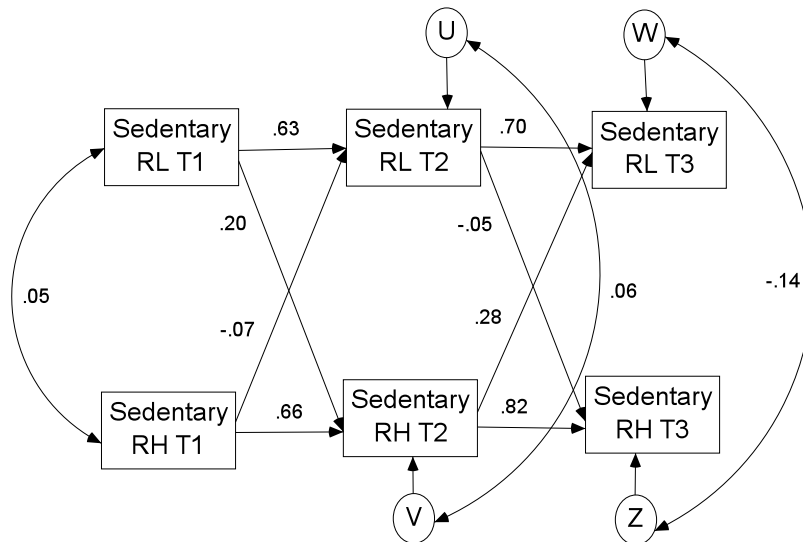 U
W
Sedentary
RL T1
.63
Sedentary
RL T2
.70
Sedentary
RL T3
.20
-.05
.05
.06
-.14
-.07
.28
Sedentary
RH T1
.66
Sedentary
RH T2
.82
Sedentary
RH T3
V
Z